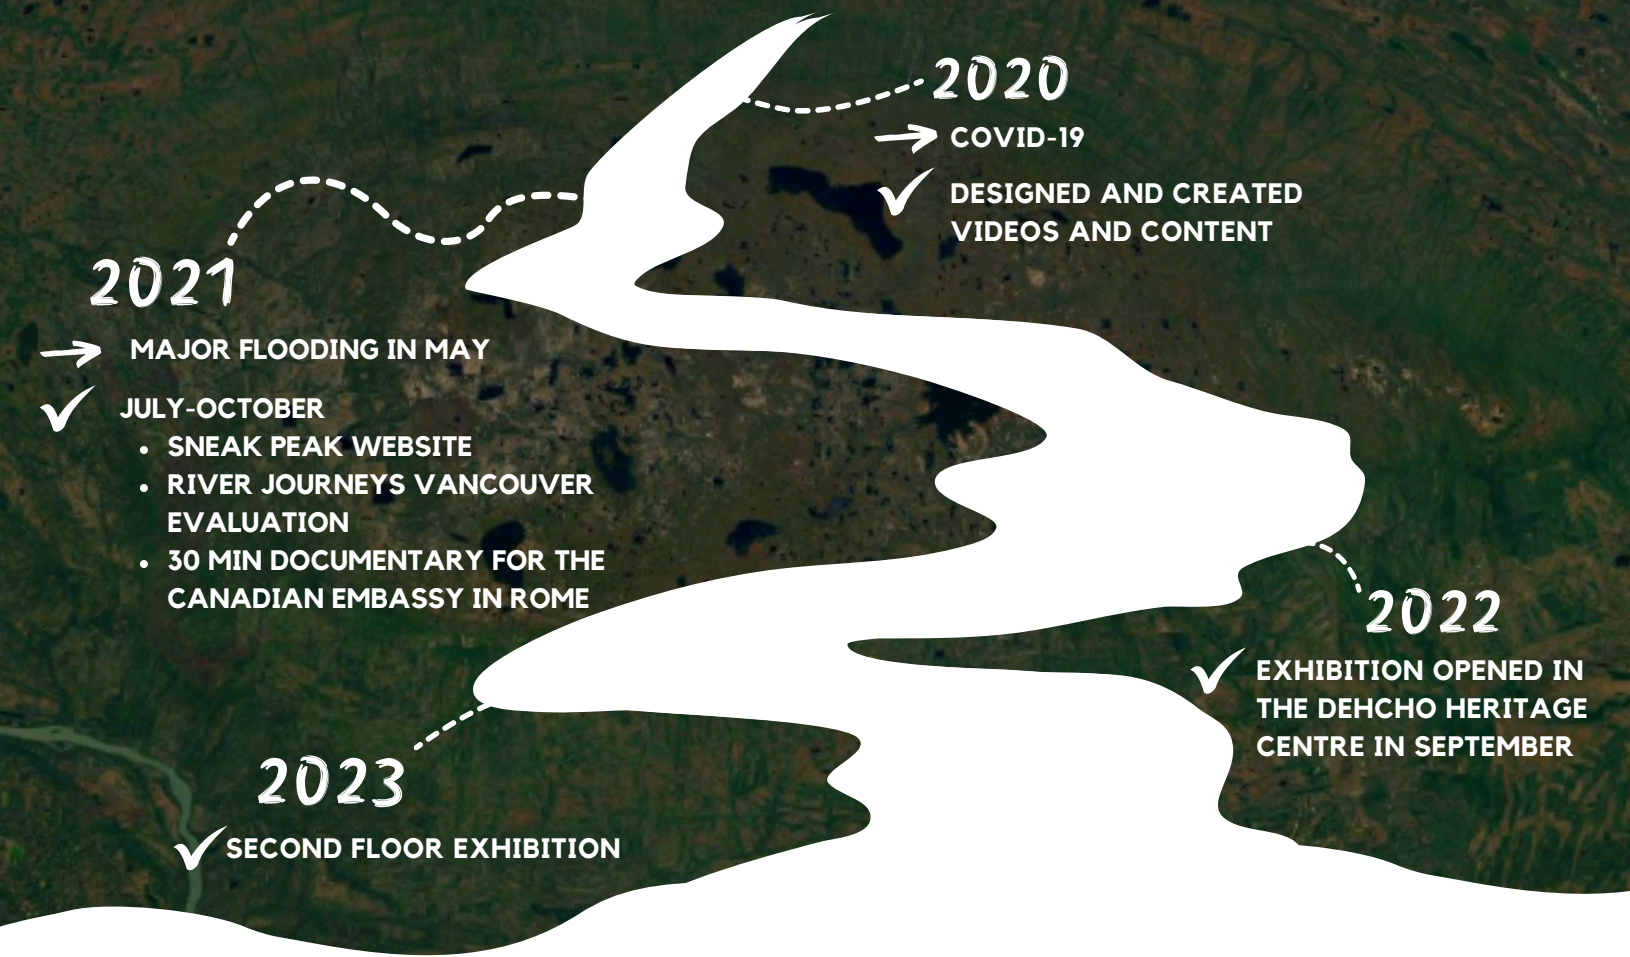 2020
COVID-19
DESIGNED AND CREATED
VIDEOS AND CONTENT
2021
MAJOR FLOODING IN MAY
JULY-OCTOBER
• SNEAK PEAK WEBSITE
• RIVER JOURNEYS VANCOUVER
EVALUATION
• 30 MIN DOCUMENTARY FOR THE
CANADIAN EMBASSY IN ROME
2022
EXHIBITION OPENED IN
THE DEHCHO HERITAGE
CENTRE IN SEPTEMBER
2023
SECOND FLOOR EXHIBITION